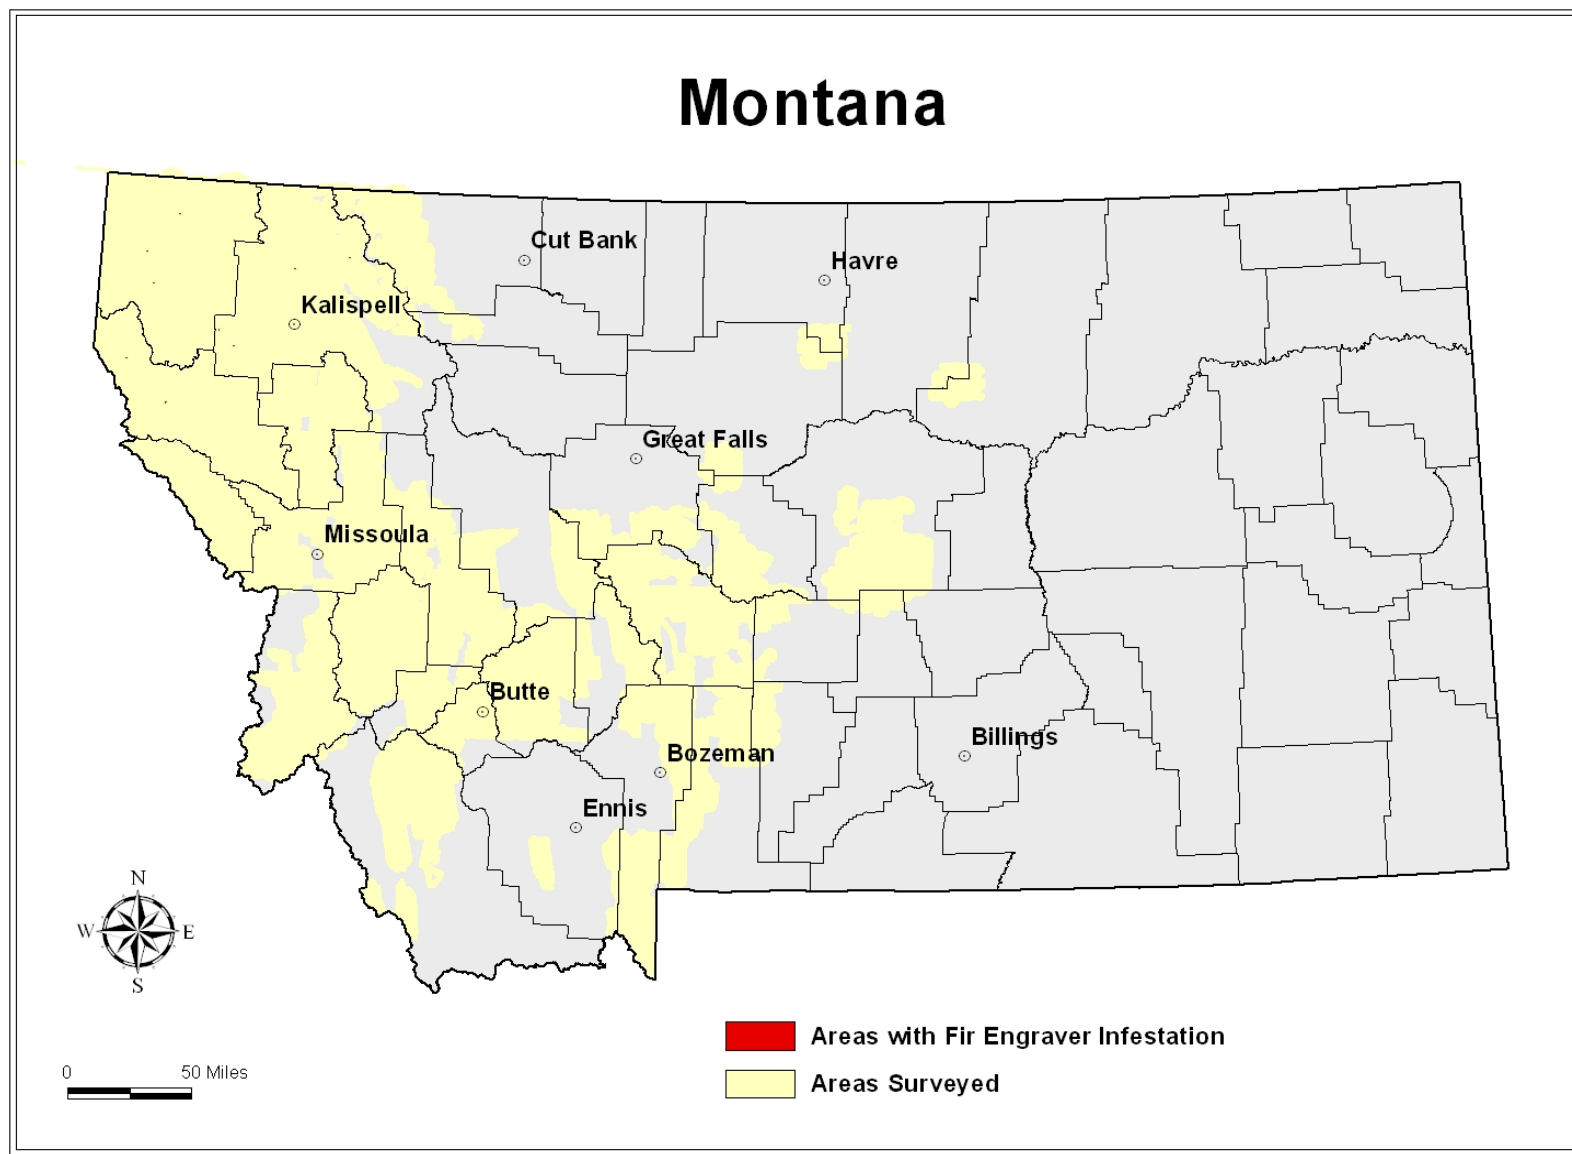 Montana
Cut Bank
Havre
Kalispell
Great Falls
Missoula
Butte
Billings
Bozeman
Ennis
N
W E
S
Areas with Fir Engraver Infestation
0 50 Miles
Areas Surveyed